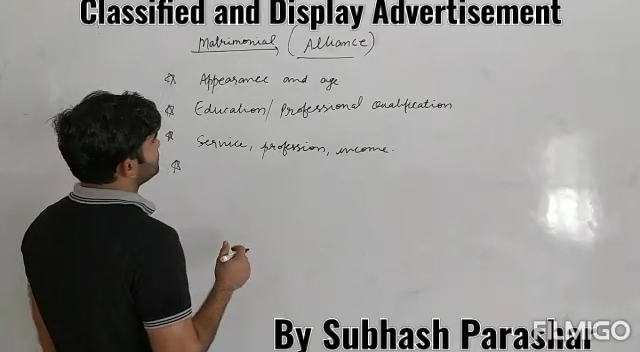 Classified and Display Advertisement
Matrimonial (Alliance)
☆ Appearance and age
☆ Education/Professional Qualification
☆ Service, profession, income.
☆
By Subhash Parashar
FILMIGO